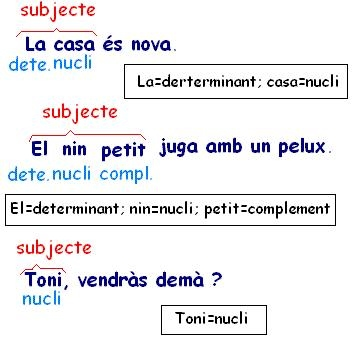 subjecte
La casa és nova.
dete. nucli
La=derterminant; casa=nucli
subjecte
El nin petit juga amb un pelux.
dete. nucli compl.
El=determinant; nin=nucli; petit=complement
subjecte
Toni, vendràs demà ?
nucli
Toni=nucli